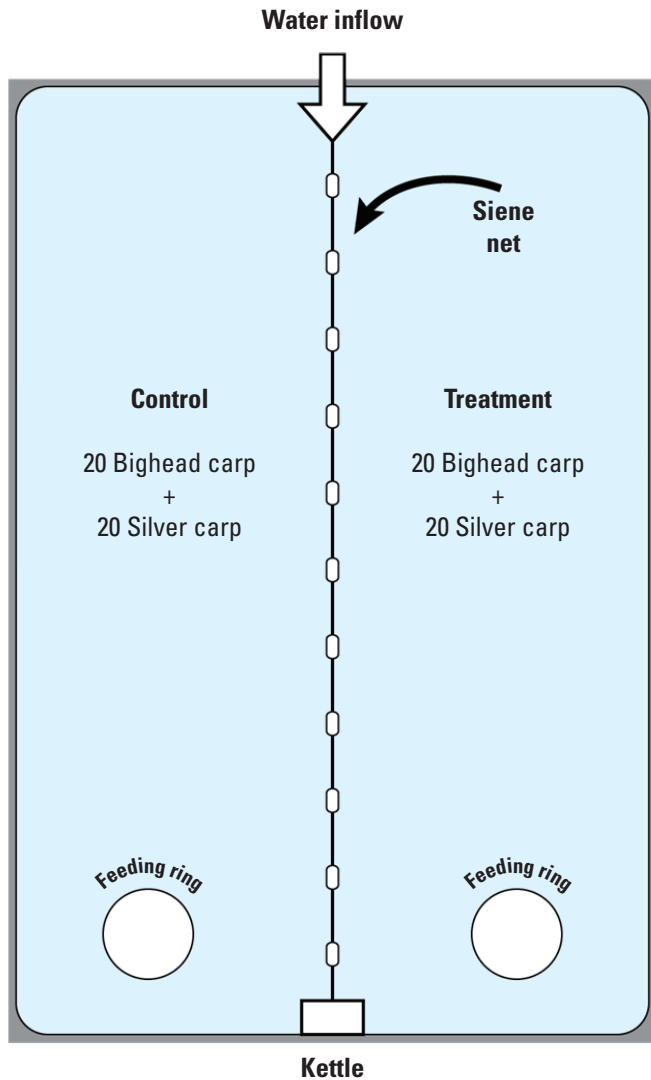 Water inflow
Siene
net
Control
20 Bighead carp
+
20 Silver carp
Treatment
20 Bighead carp
+
20 Silver carp
Feeding ring
Feeding ring
Kettle